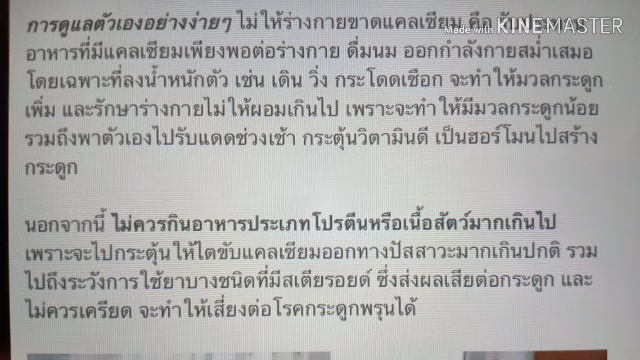 Made with KINEMASTER
การดูแลตัวเองอย่างง่ายๆ ไม่ให้ร่างกายขาดแคลเซียม คือ
อาหารที่มีแคลเซียมเพียงพอต่อร่างกาย ดื่มนม ออกกำลังกายสม่ำเสมอ
โดยเฉพาะที่ลงน้ำหนักตัว เช่น เดิน วิ่ง กระโดดเชือก จะทำให้มวลกระดูก
เพิ่ม และรักษาร่างกายไม่ให้ผอมเกินไป เพราะจะทำให้มีมวลกระดูกน้อย
รวมถึงพาตัวเองไปรับแดดช่วงเช้า กระตุ้นวิตามินดี เป็นฮอร์โมนไปสร้าง
กระดูก
นอกจากนี้ ไม่ควรกินอาหารประเภทโปรตีนหรือเนื้อสัตว์มากเกินไป
เพราะจะไปกระตุ้นให้ไตขับแคลเซียมออกทางปัสสาวะมากเกินปกติ รวม
ไปถึงระวังการใช้ยาบางชนิดที่มีสเตียรอยด์ ซึ่งส่งผลเสียต่อกระดูก และ
ไม่ควรเครียด จะทำให้เสี่ยงต่อโรคกระดูกพรุนได้